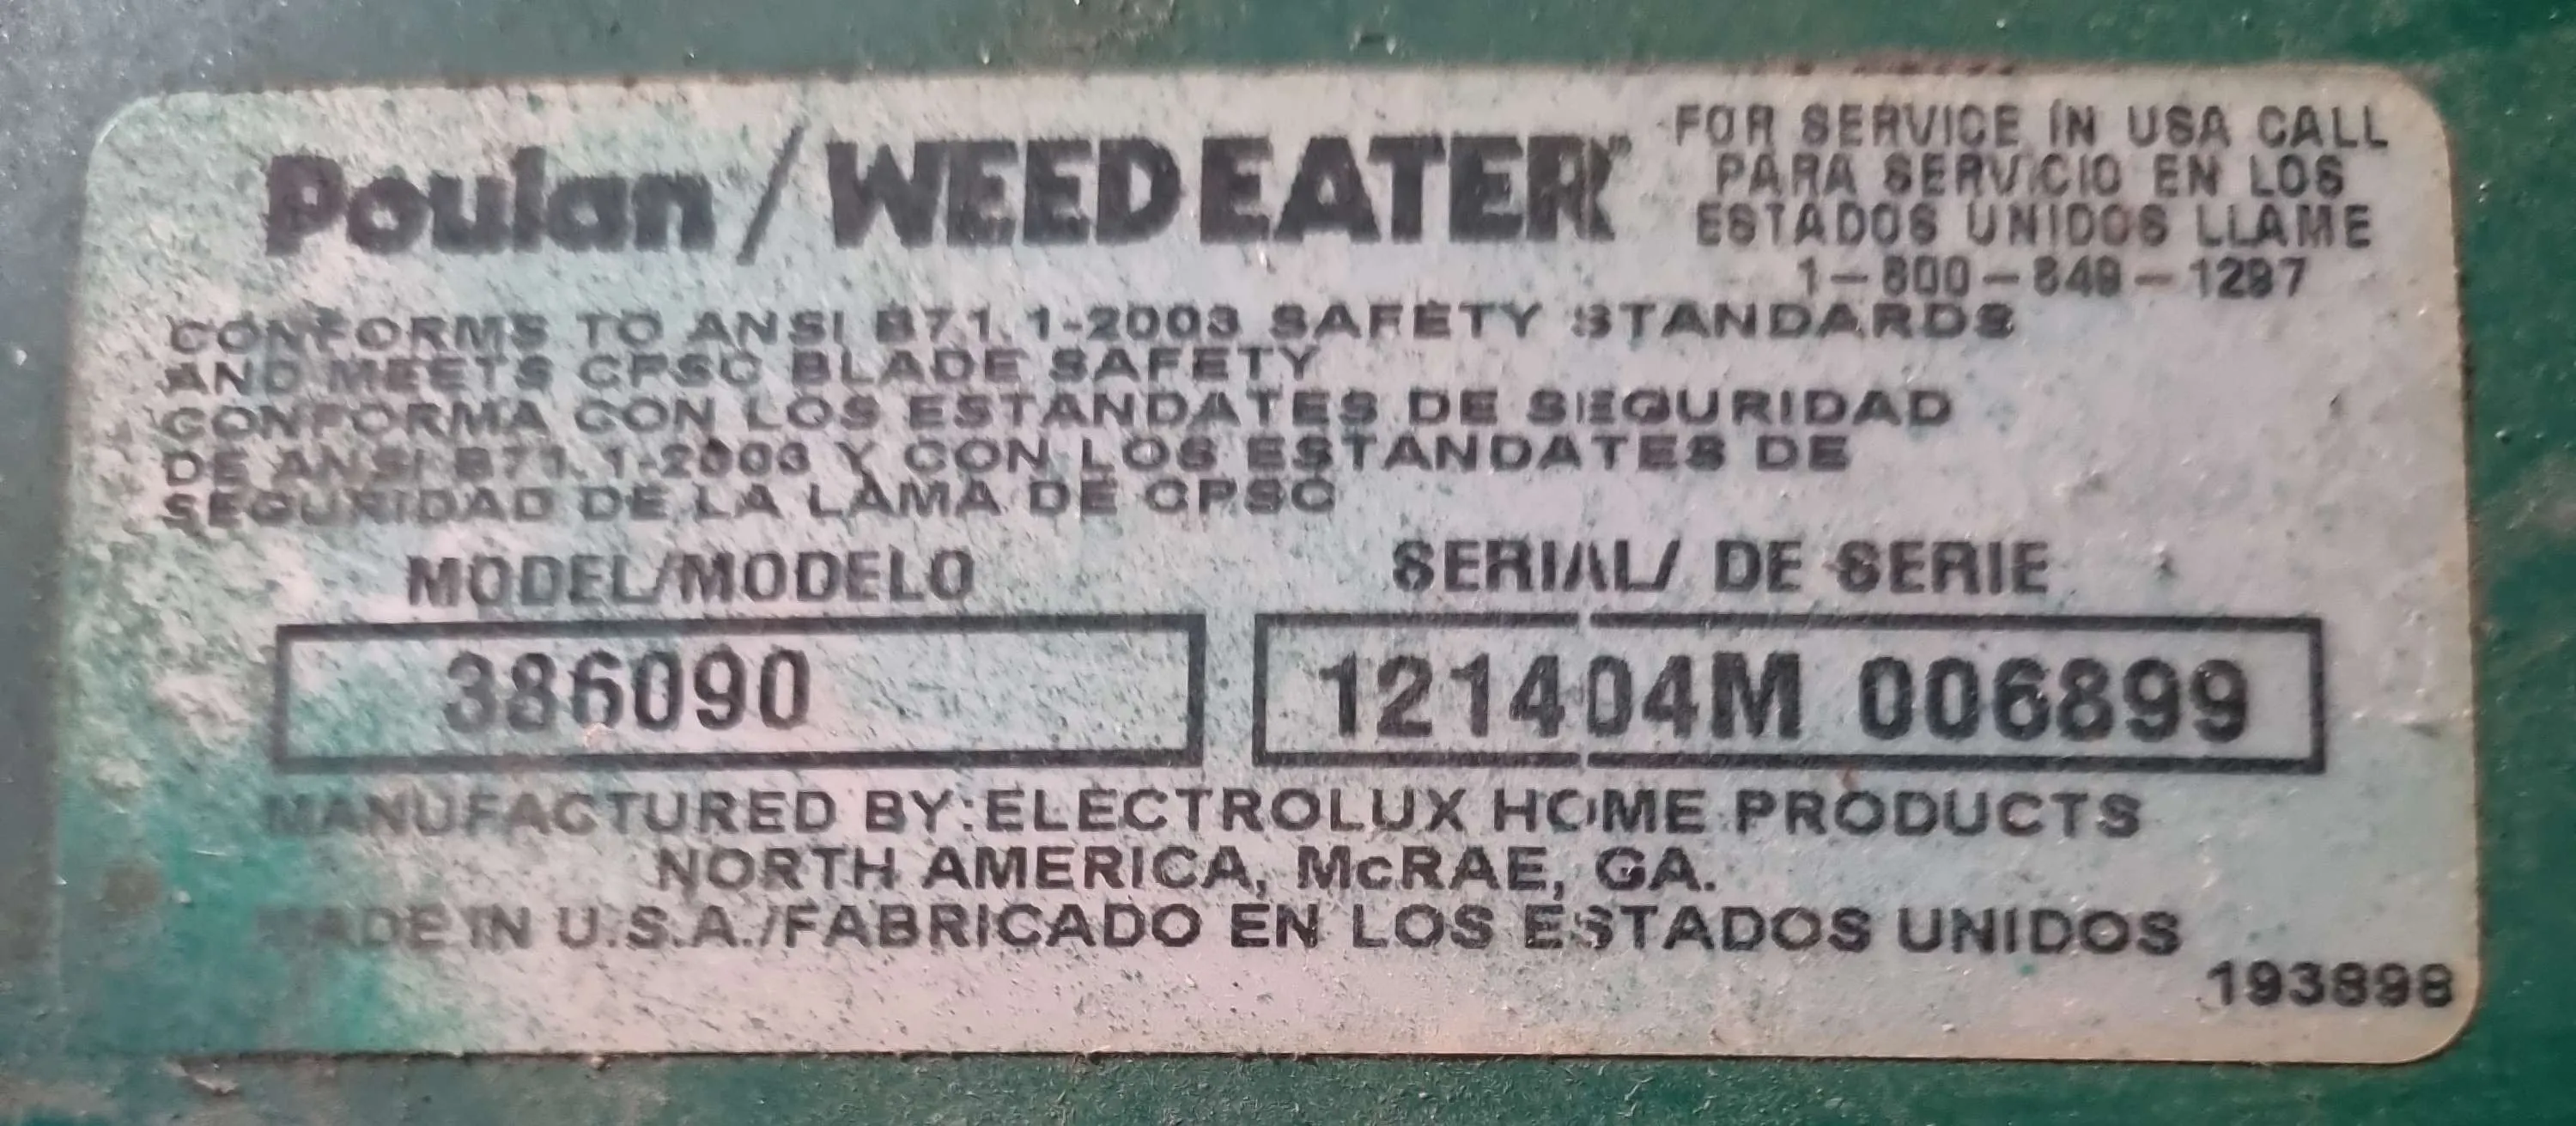 Poulan/WEED EATER™
FOR SERVICE IN USA CALL
PARA SERVICIO EN LOS
ESTADOS UNIDOS LLAME
1-800-849-1297
CONFORMS TO ANSI B71.1-2003 SAFETY STANDARDS
AND MEETS CPSC BLADE SAFETY
CONFORMA CON LOS ESTANDATES DE SEGURIDAD
DE ANSI B71.1-2003 Y CON LOS ESTANDATES DE
SEGURIDAD DE LA LAMA DE CPSC
MODEL/MODELO
SERIAL/ DE SERIE
386090
121404M 006899
MANUFACTURED BY:ELECTROLUX HOME PRODUCTS
NORTH AMERICA, McRAE, GA.
MADE IN U.S.A./FABRICADO EN LOS ESTADOS UNIDOS
193898